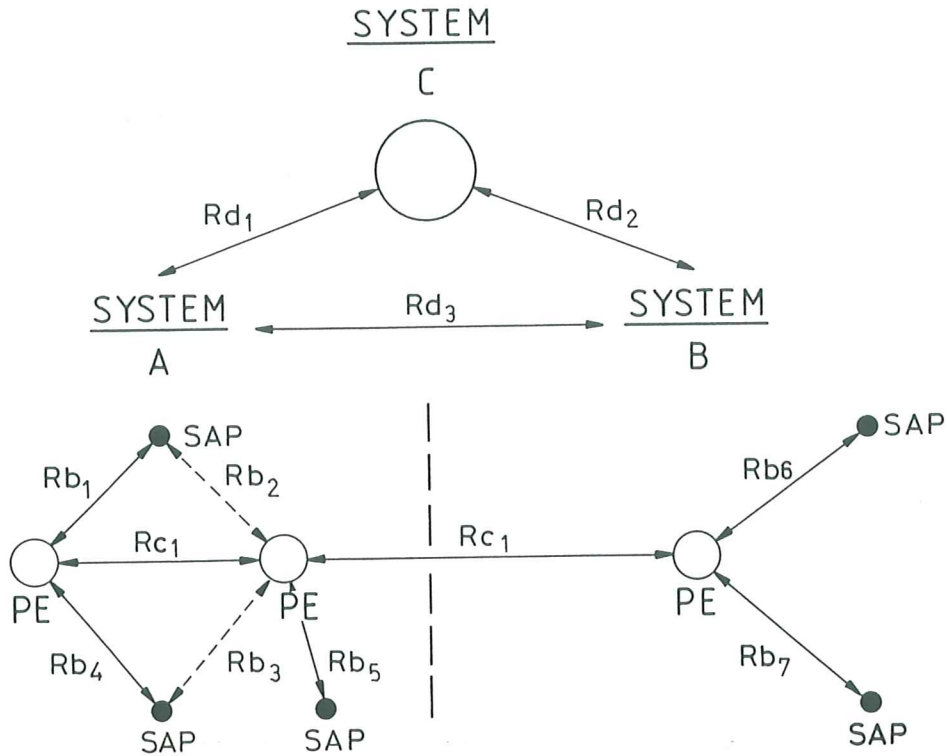 SYSTEM
C
Rd₁
Rd₂
SYSTEM
Rd₃
SYSTEM
A
B
SAP
SAP
Rb₁
Rb₂
Rb6
Rc₁
Rc₁
PE
PE
PE
Rb₄
Rb₃
Rb₅
Rb₇
SAP
SAP
SAP